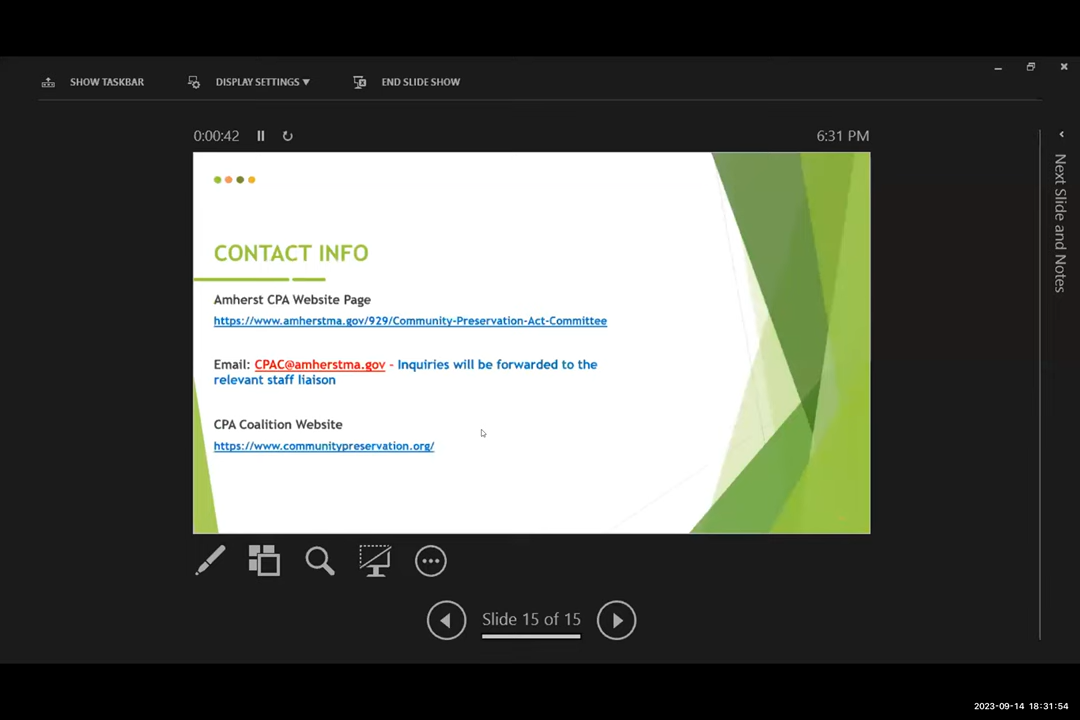 SHOW TASKBAR DISPLAY SETTINGS ▼ END SLIDE SHOW
0:00:42 6:31 PM
CONTACT INFO
Amherst CPA Website Page
https://www.amherstma.gov/929/Community-Preservation-Act-Committee
Email: CPAC@amherstma.gov - Inquiries will be forwarded to the
relevant staff liaison
CPA Coalition Website
https://www.communitypreservation.org/
Slide 15 of 15
Next Slide and Notes
2023-09-14 18:31:54